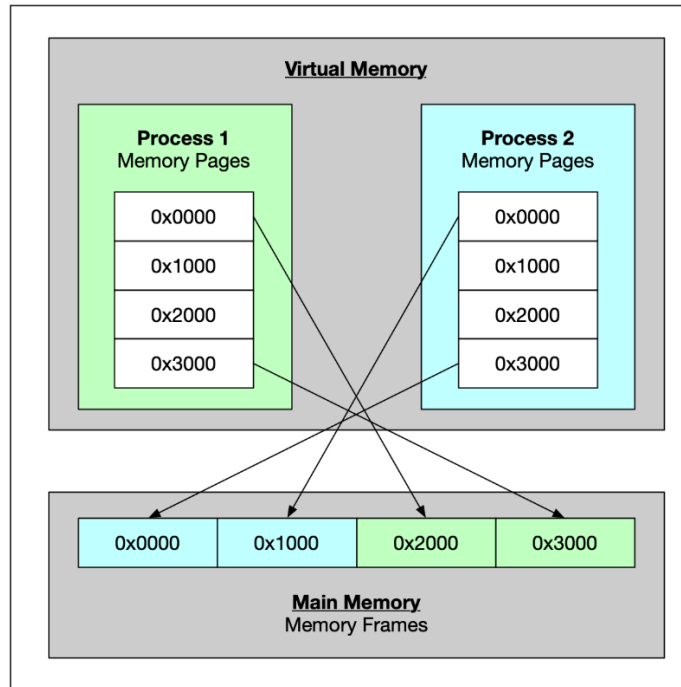 Virtual Memory
Process 1
Memory Pages
0x0000
0x1000
0x2000
0x3000
Process 2
Memory Pages
0x0000
0x1000
0x2000
0x3000
0x0000 0x1000 0x2000 0x3000
Main Memory
Memory Frames